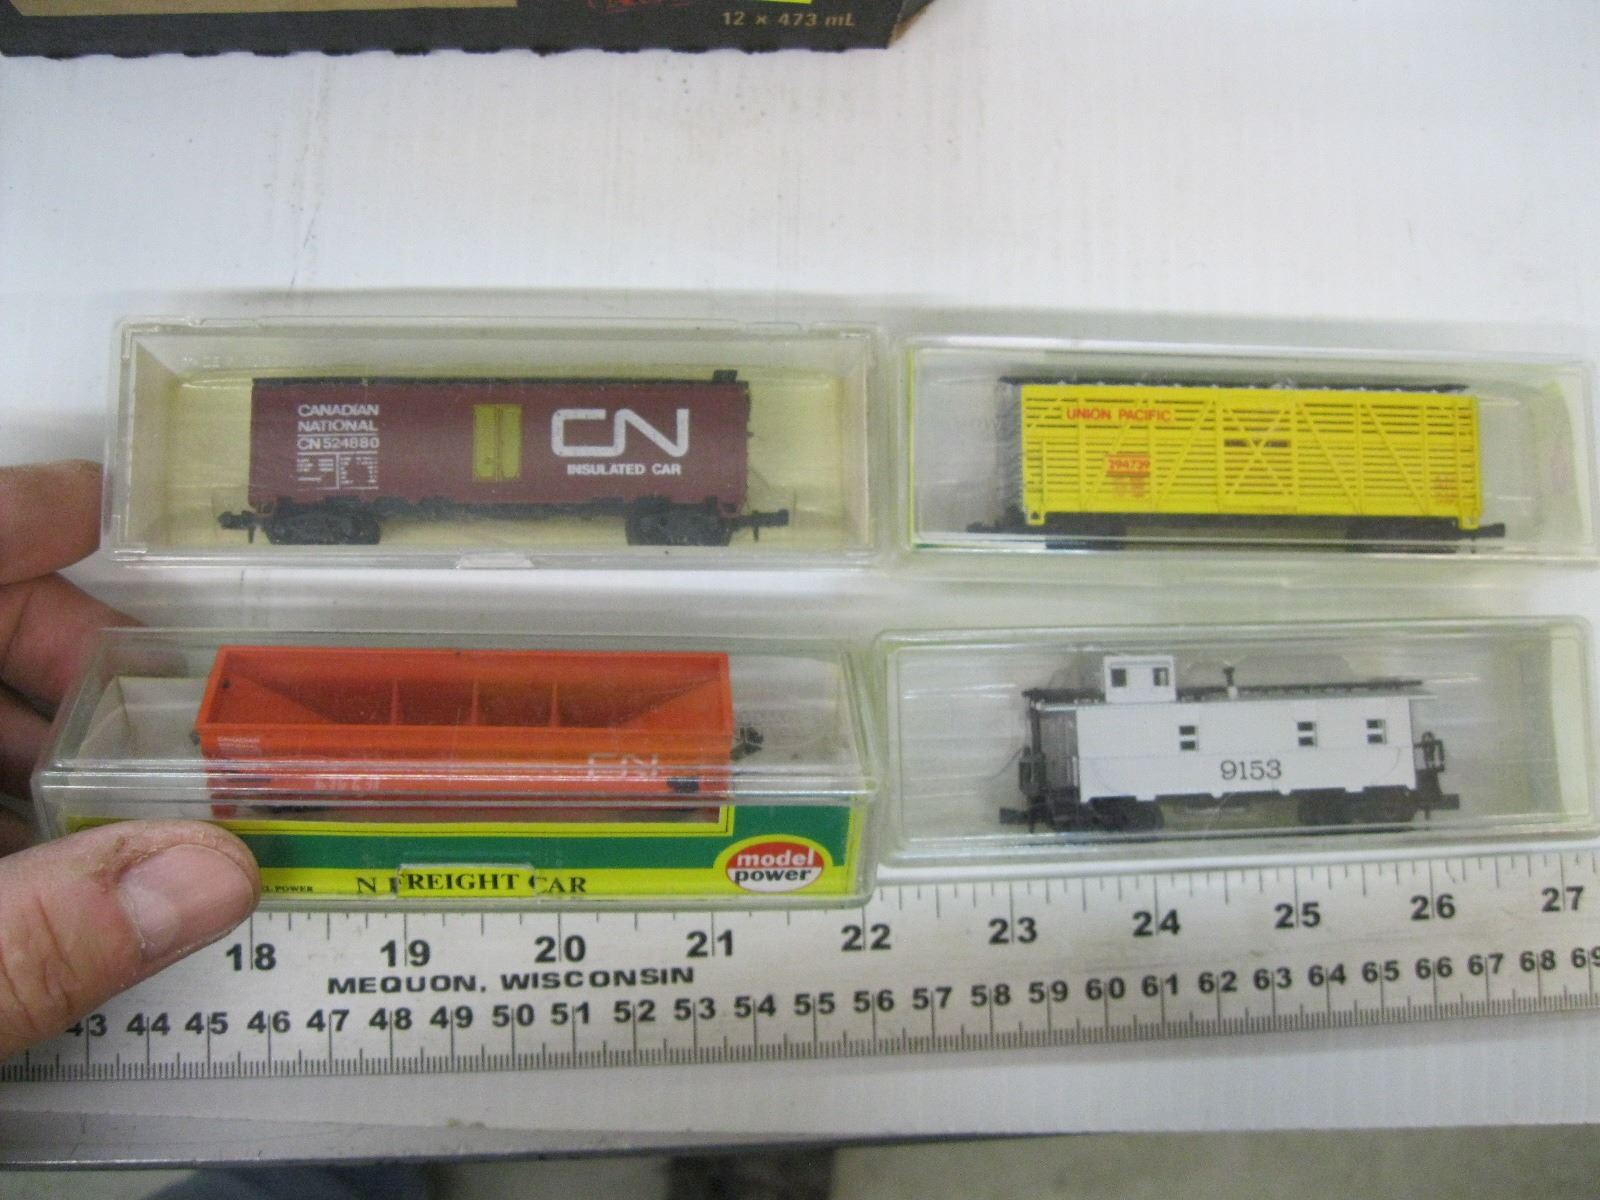 12 x 473 mL
CANADIAN
NATIONAL
CN 524880
CN
INSULATED CAR
UNION PACIFIC
CN
9153
model
power
N FREIGHT CAR
18 19 20 21 22 23 24 25 26 27
MEQUON, WISCONSIN
43 44 45 46 47 48 49 50 51 52 53 54 55 56 57 58 59 60 61 62 63 64 65 66 67 68 69